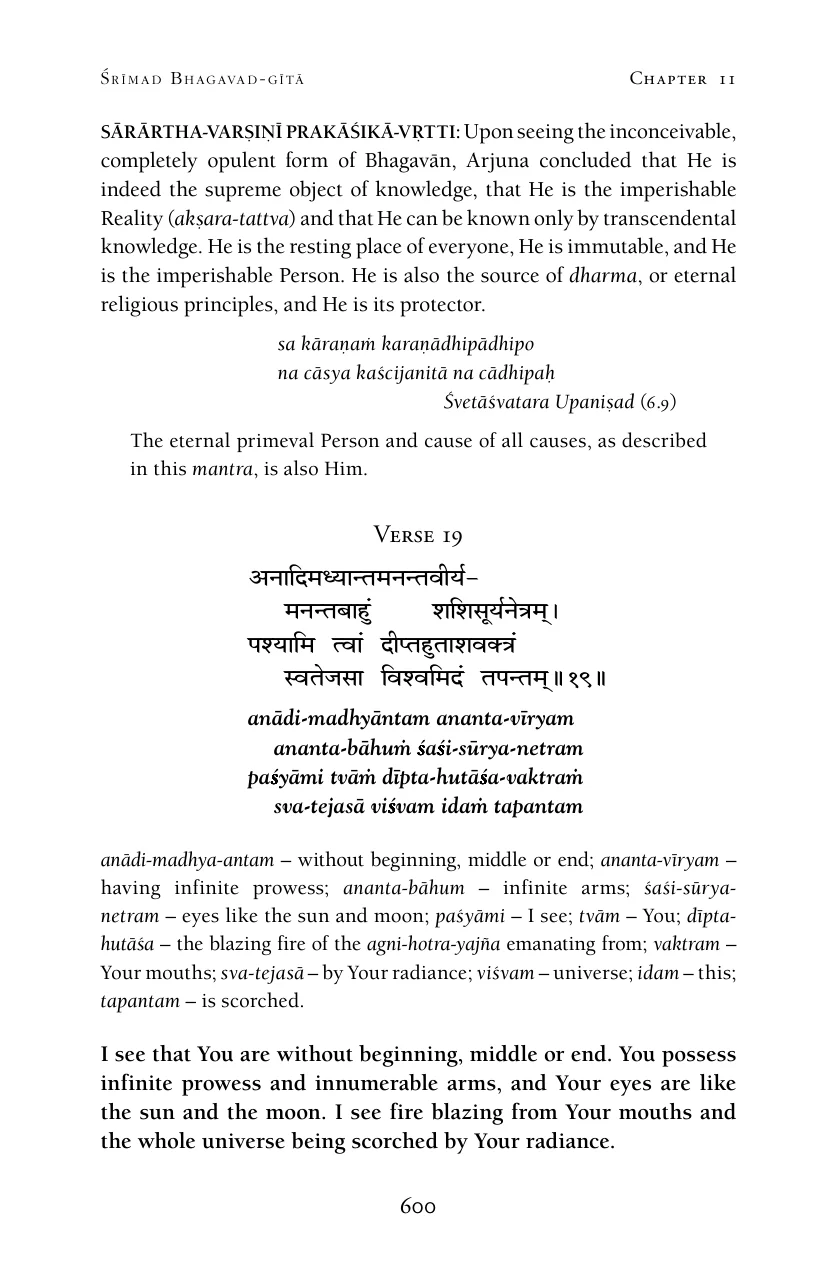 Śrīmad Bhagavad-gītā Chapter 11
SĀRĀRTHA-VARṢIṆĪ PRAKĀŚIKĀ-VṚTTI: Upon seeing the inconceivable,
completely opulent form of Bhagavān, Arjuna concluded that He is
indeed the supreme object of knowledge, that He is the imperishable
Reality (akṣara-tattva) and that He can be known only by transcendental
knowledge. He is the resting place of everyone, He is immutable, and He
is the imperishable Person. He is also the source of dharma, or eternal
religious principles, and He is its protector.
sa kāraṇaṁ karaṇādhipādhipo
na cāsya kaścijanitā na cādhipaḥ
Śvetāśvatara Upaniṣad (6.9)
The eternal primeval Person and cause of all causes, as described
in this mantra, is also Him.
Verse 19
अनादिमध्यान्तमनन्तवीर्य–
मनन्तबाहुं शशिसूर्यनेत्रम्।
पश्यामि त्वां दीप्तहुताशवक्त्रं
स्वतेजसा विश्वमिदं तपन्तम्॥१९॥
anādi-madhyāntam ananta-vīryam
ananta-bāhuṁ śaśi-sūrya-netram
paśyāmi tvāṁ dīpta-hutāśa-vaktraṁ
sva-tejasā viśvam idaṁ tapantam
anādi-madhya-antam – without beginning, middle or end; ananta-vīryam –
having infinite prowess; ananta-bāhum – infinite arms; śaśi-sūrya-
netram – eyes like the sun and moon; paśyāmi – I see; tvām – You; dīpta-
hutāśa – the blazing fire of the agni-hotra-yajña emanating from; vaktram –
Your mouths; sva-tejasā – by Your radiance; viśvam – universe; idam – this;
tapantam – is scorched.
I see that You are without beginning, middle or end. You possess
infinite prowess and innumerable arms, and Your eyes are like
the sun and the moon. I see fire blazing from Your mouths and
the whole universe being scorched by Your radiance.
600